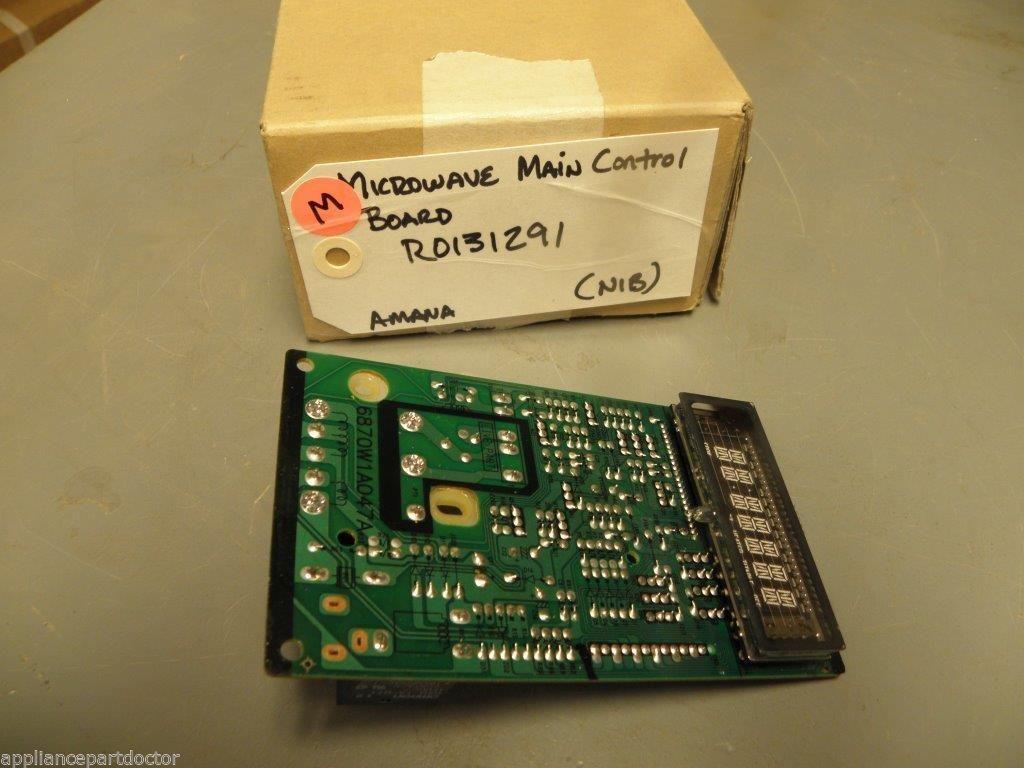 M
MICROWAVE MAIN Control
BOARD
R0131291
(NIB)
AMANA
6870W1A047A
appliancepartdoctor